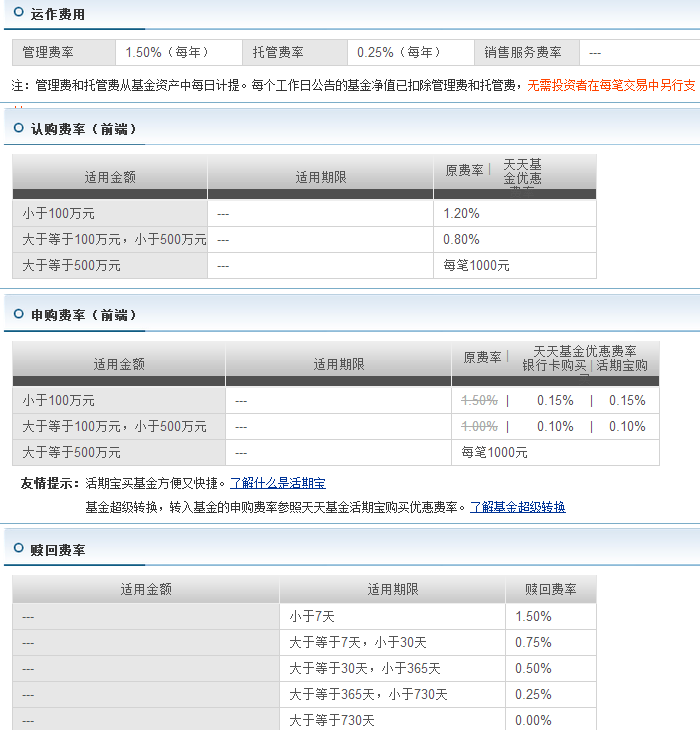 运作费用
管理费率 1.50%（每年） 托管费率 0.25%（每年） 销售服务费率 ---
注：管理费和托管费从基金资产中每日计提。每个工作日公告的基金净值已扣除管理费和托管费，无需投资者在每笔交易中另行支
认购费率（前端）
适用金额 适用期限 原费率 | 天天基
金优惠
费率
小于100万元 --- 1.20%
大于等于100万元，小于500万元 --- 0.80%
大于等于500万元 --- 每笔1000元
申购费率（前端）
适用金额 适用期限 原费率 | 天天基金优惠费率
银行卡购买 | 活期宝购
小于100万元 --- 1.50% | 0.15% | 0.15%
大于等于100万元，小于500万元 --- 1.00% | 0.10% | 0.10%
大于等于500万元 --- 每笔1000元
友情提示：活期宝买基金方便又快捷。了解什么是活期宝
基金超级转换，转入基金的申购费率参照天天基金活期宝购买优惠费率。了解基金超级转换
赎回费率
适用金额 适用期限 赎回费率
--- 小于7天 1.50%
--- 大于等于7天，小于30天 0.75%
--- 大于等于30天，小于365天 0.50%
--- 大于等于365天，小于730天 0.25%
--- 大于等于730天 0.00%